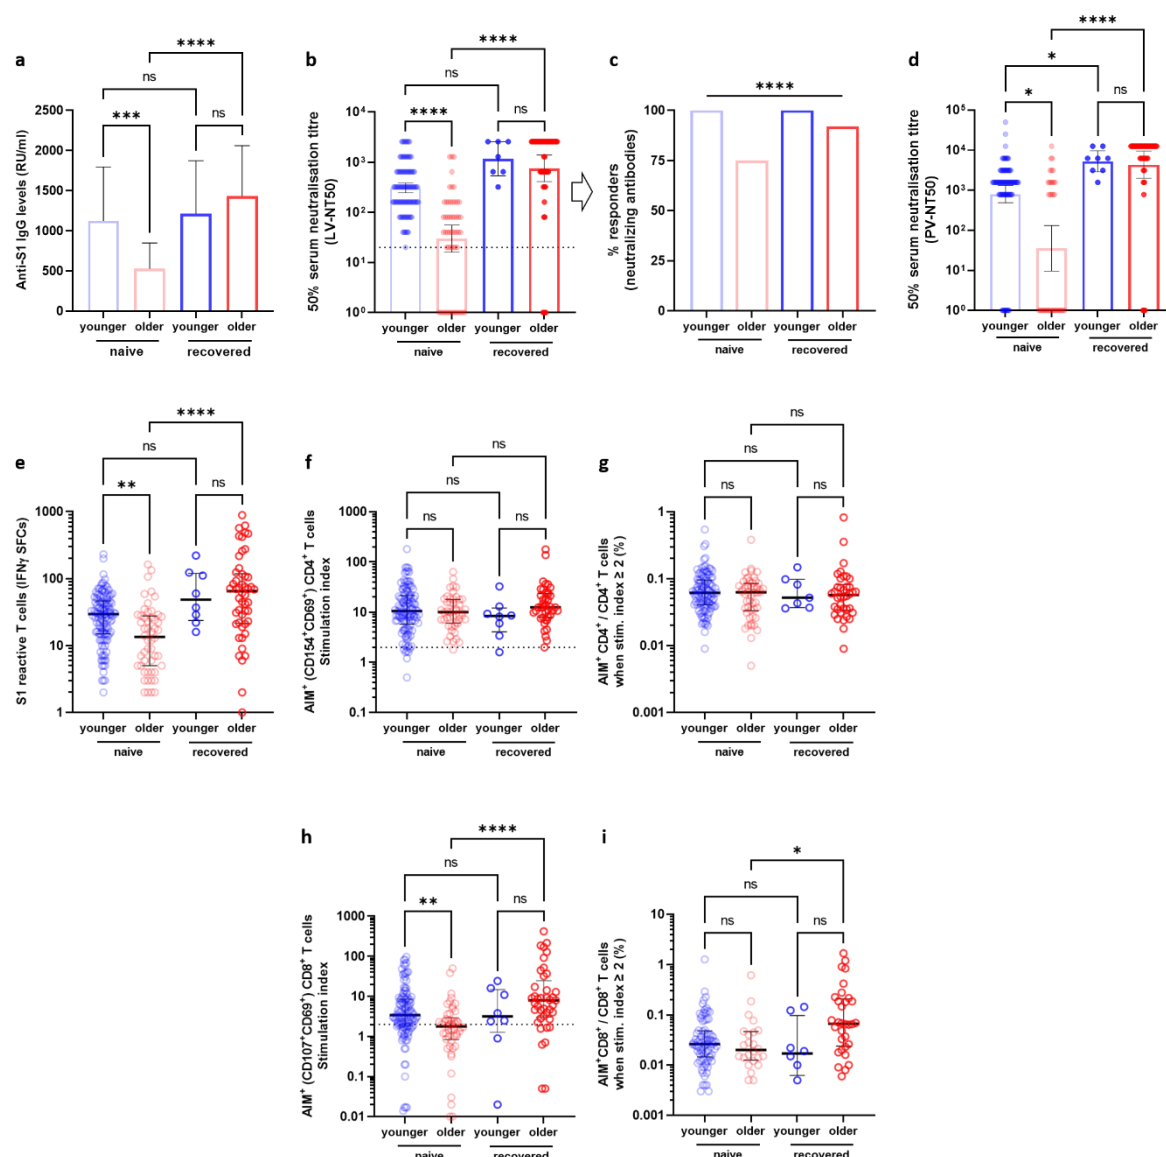 a
****
ns
***
ns
Anti-S1 IgG levels (RU/ml)
2500
2000
1500
1000
500
0
younger older younger older
naive recovered
b
****
ns
****
ns
50% serum neutralisation titre
(LV-NT50)
10⁴
10³
10²
10¹
10⁰
younger older younger older
naive recovered
c
****
% responders
(neutralizing antibodies)
100
75
50
25
0
younger older younger older
naive recovered
d
****
*
*
ns
50% serum neutralisation titre
(PV-NT50)
10⁵
10⁴
10³
10²
10¹
10⁰
younger older younger older
naive recovered
e
****
ns
**
ns
S1 reactive T cells (IFNγ SFCs)
1000
100
10
1
younger older younger older
naive recovered
f
ns
ns
ns
ns
AIM⁺ (CD154⁺CD69⁺) CD4⁺ T cells
Stimulation index
1000
100
10
1
0.1
younger older younger older
naive recovered
g
ns
ns
ns
ns
AIM⁺ CD4⁺ / CD4⁺ T cells
when stim. index ≥ 2 (%)
1
0.1
0.01
0.001
younger older younger older
naive recovered
h
****
ns
**
ns
AIM⁺ (CD107⁺CD69⁺) CD8⁺ T cells
Stimulation index
1000
100
10
1
0.1
0.01
younger older younger older
naive recovered
i
*
ns
ns
ns
AIM⁺CD8⁺ / CD8⁺ T cells
when stim. index ≥ 2 (%)
10
1
0.1
0.01
0.001
younger older younger older
naive recovered